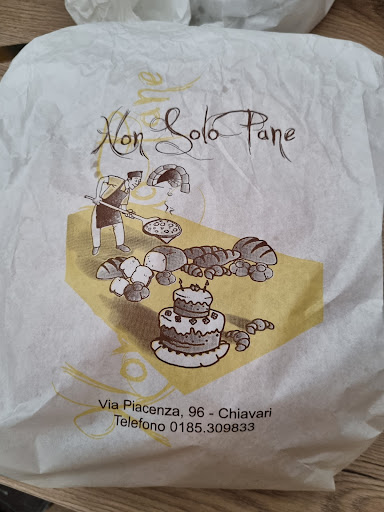 Non Solo Pane
Via Piacenza, 96 - Chiavari
Telefono 0185.309833